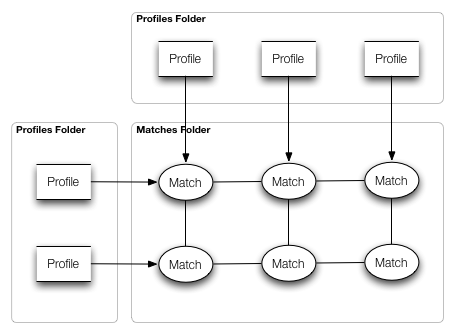 Profiles Folder
Profile Profile Profile
Profiles Folder Matches Folder
Profile Match Match Match
Profile Match Match Match